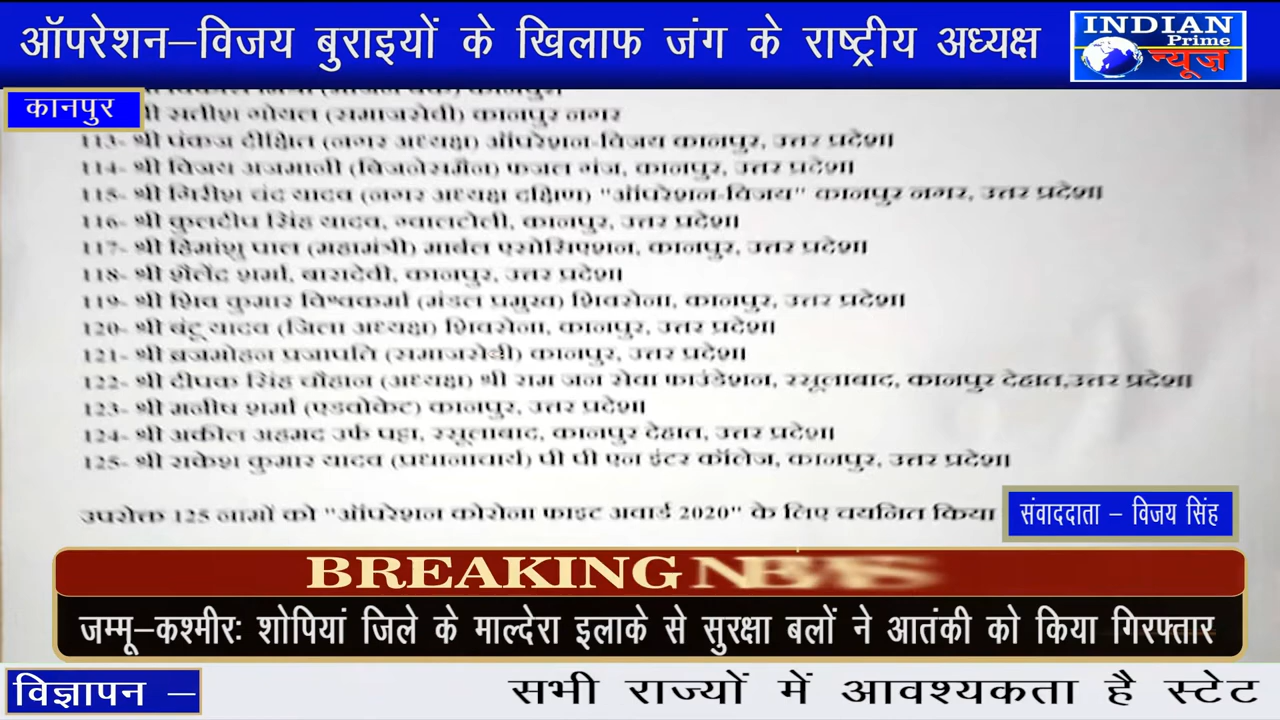 ऑपरेशन–विजय बुराइयों के खिलाफ जंग के राष्ट्रीय अध्यक्ष
INDIAN
Prime
न्यूज़
कानपुर
श्री सतीश गोयल (समाजसेवी) कानपुर नगर
113- श्री पंकज दीक्षित (नगर अध्यक्ष) ऑपरेशन-विजय कानपुर, उत्तर प्रदेश।
114- श्री विजय अजमानी (बिजनेसमैन) फजल गंज, कानपुर, उत्तर प्रदेश।
115- श्री गिरीश चंद यादव (नगर अध्यक्ष दक्षिण) "ऑपरेशन-विजय" कानपुर नगर, उत्तर प्रदेश।
116- श्री कुलदीप सिंह यादव, ग्वालटोली, कानपुर, उत्तर प्रदेश।
117- श्री हिमांशु पाल (महामंत्री) मार्बल एसोसिएशन, कानपुर, उत्तर प्रदेश।
118- श्री शैलेंद्र शर्मा, बारादेवी, कानपुर, उत्तर प्रदेश।
119- श्री शिव कुमार विश्वकर्मा (मंडल प्रमुख) शिवसेना, कानपुर, उत्तर प्रदेश।
120- श्री बंटू यादव (जिला अध्यक्ष) शिवसेना, कानपुर, उत्तर प्रदेश।
121- श्री ब्रजमोहन प्रजापति (समाजसेवी) कानपुर, उत्तर प्रदेश।
122- श्री दीपक सिंह चौहान (अध्यक्ष) श्री राम जन सेवा फाउंडेशन, रसूलाबाद, कानपुर देहात,उत्तर प्रदेश।
123- श्री मनीष शर्मा (एडवोकेट) कानपुर, उत्तर प्रदेश।
124- श्री अकील अहमद उर्फ पट्टा, रसूलाबाद, कानपुर देहात, उत्तर प्रदेश।
125- श्री राकेश कुमार यादव (प्रधानाचार्य) पी पी एन इंटर कॉलेज, कानपुर, उत्तर प्रदेश।
उपरोक्त 125 नामों को "ऑपरेशन कोरोना फाइट अवार्ड 2020" के लिए चयनित किया
संवाददाता – विजय सिंह
BREAKING NEWS
जम्मू–कश्मीरः शोपियां जिले के माल्देरा इलाके से सुरक्षा बलों ने आतंकी को किया गिरफ्तार
विज्ञापन –
सभी राज्यों में आवश्यकता है स्टेट